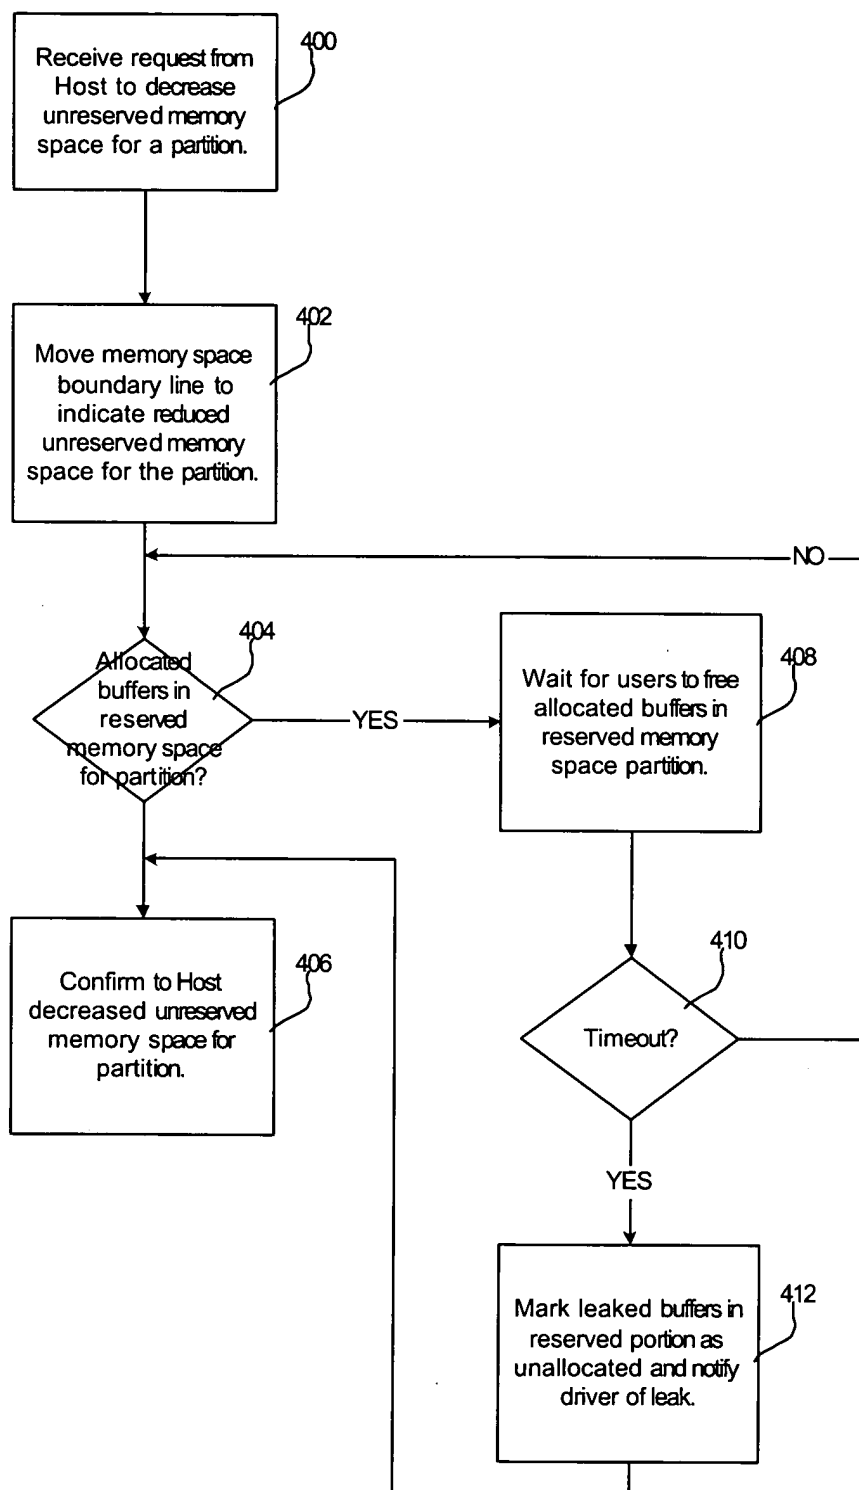 400
Receive request from
Host to decrease
unreserved memory
space for a partition.
402
Move memory space
boundary line to
indicate reduced
unreserved memory
space for the partition.
NO
404
Allocated
buffers in
reserved
memory space
for partition?
YES
408
Wait for users to free
allocated buffers in
reserved memory
space partition.
406
Confirm to Host
decreased unreserved
memory space for
partition.
410
Timeout?
YES
412
Mark leaked buffers in
reserved portion as
unallocated and notify
driver of leak.